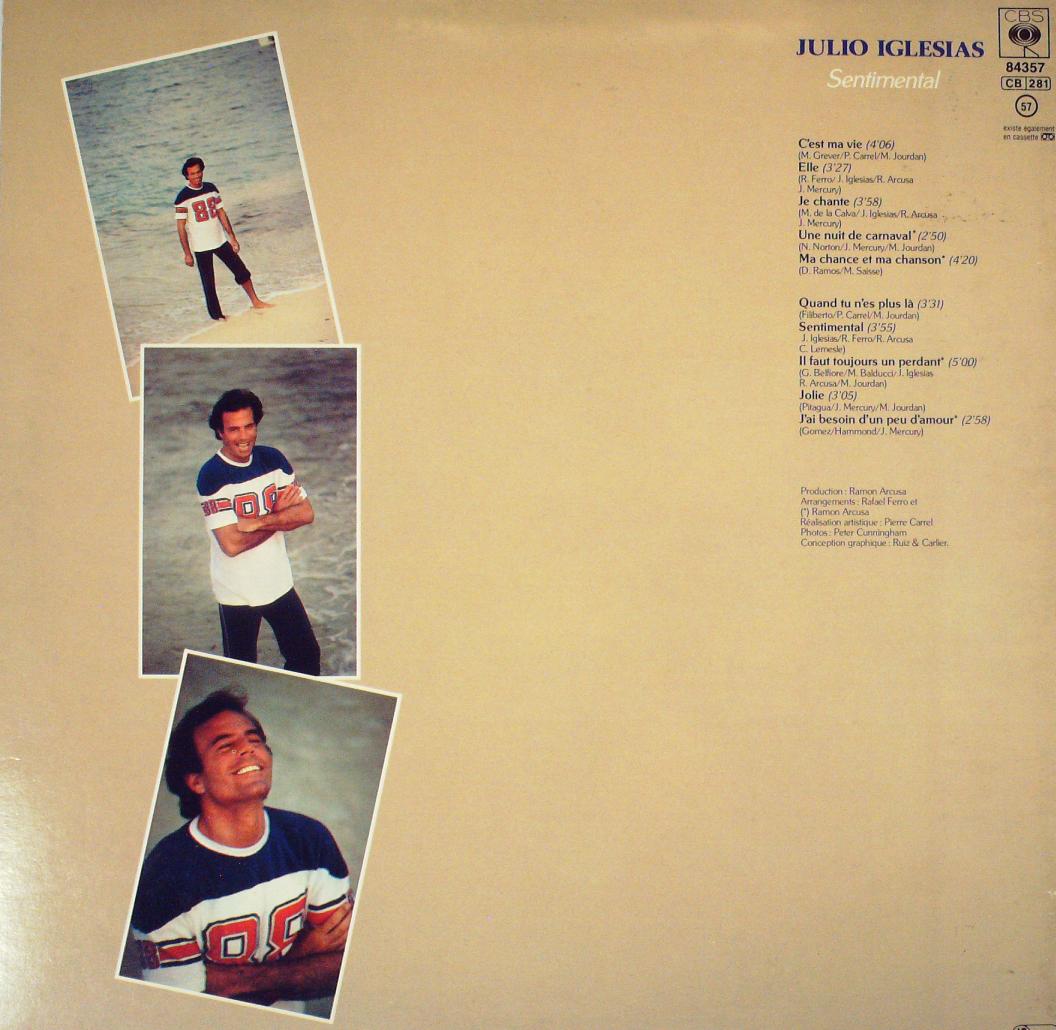 JULIO IGLESIAS
Sentimental
CBS
84357
CB 281
57
existe également
en cassette
C'est ma vie (4'06)
(M. Grever/P. Carrel/M. Jourdan)
Elle (3'27)
(R. Ferro/ J. Iglesias/R. Arcusa
J. Mercury)
Je chante (3'58)
(M. de la Calva/ J. Iglesias/R. Arcusa
J. Mercury)
Une nuit de carnaval* (2'50)
(N. Norton/J. Mercury/M. Jourdan)
Ma chance et ma chanson* (4'20)
(D. Ramos/M. Saisse)
Quand tu n'es plus là (3'31)
(Filiberto/P. Carrel/M. Jourdan)
Sentimental (3'55)
J. Iglesias/R. Ferro/R. Arcusa
C. Lemesle)
Il faut toujours un perdant* (5'00)
(G. Belfiore/M. Balducci/ J. Iglesias
R. Arcusa/M. Jourdan)
Jolie (3'05)
(Pitagua/J. Mercury/M. Jourdan)
J'ai besoin d'un peu d'amour* (2'58)
(Gomez/Hammond/J. Mercury)
Production : Ramon Arcusa
Arrangements : Rafael Ferro et
(*) Ramon Arcusa
Réalisation artistique : Pierre Carrel
Photos : Peter Cunningham
Conception graphique : Ruiz & Carlier.
88
88
88
88
88